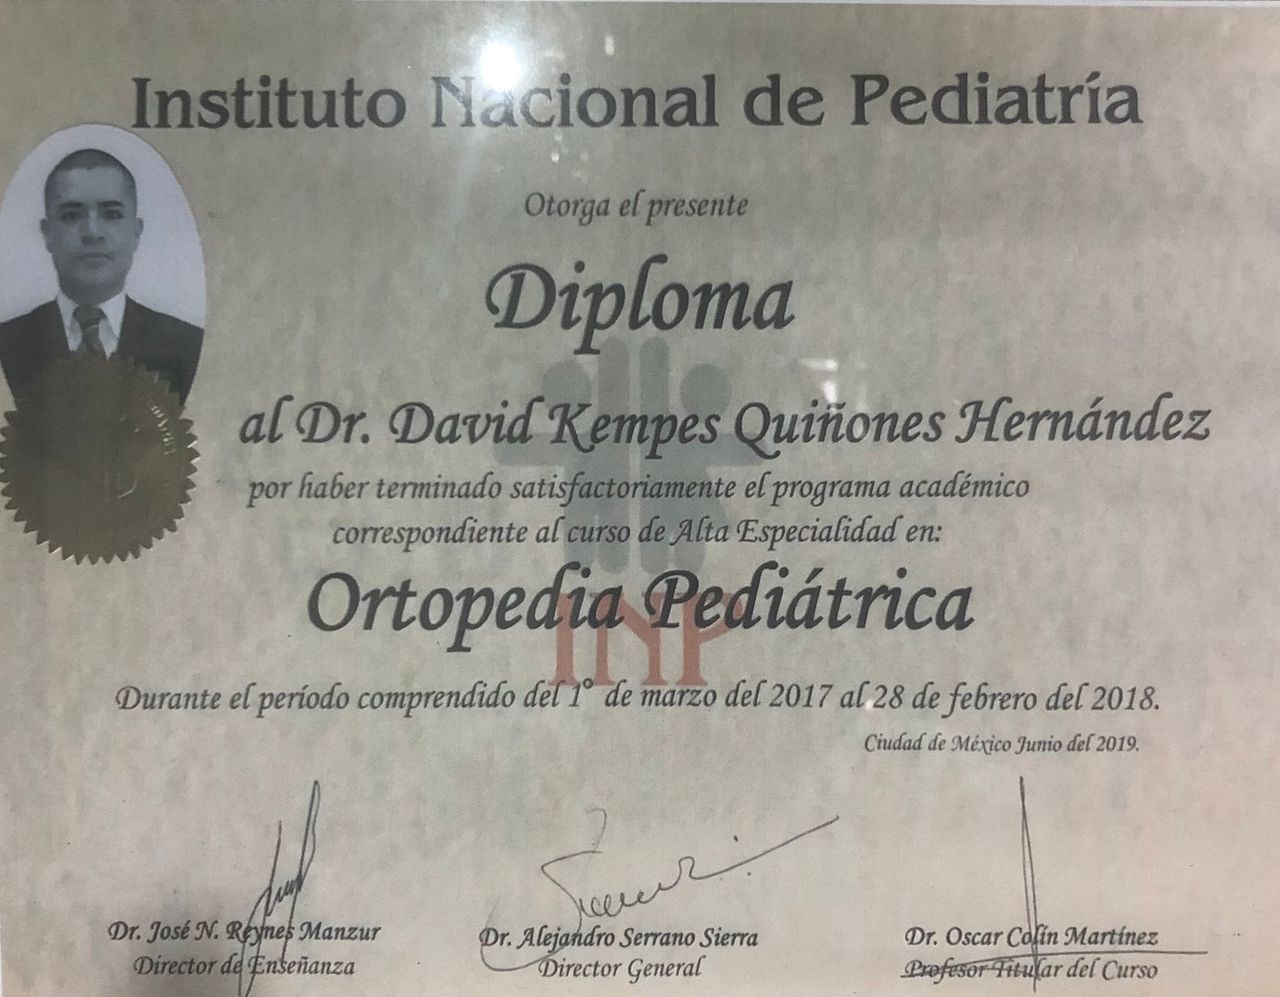 Instituto Nacional de Pediatría
Otorga el presente
Diploma
al Dr. David Kempes Quiñones Hernández
por haber terminado satisfactoriamente el programa académico
correspondiente al curso de Alta Especialidad en:
Ortopedia Pediátrica
INP
Durante el período comprendido del 1° de marzo del 2017 al 28 de febrero del 2018.
Ciudad de México Junio del 2019.
Dr. José N. Reynes Manzur
Director de Enseñanza
Dr. Alejandro Serrano Sierra
Director General
Dr. Oscar Colín Martínez
Profesor Titular del Curso